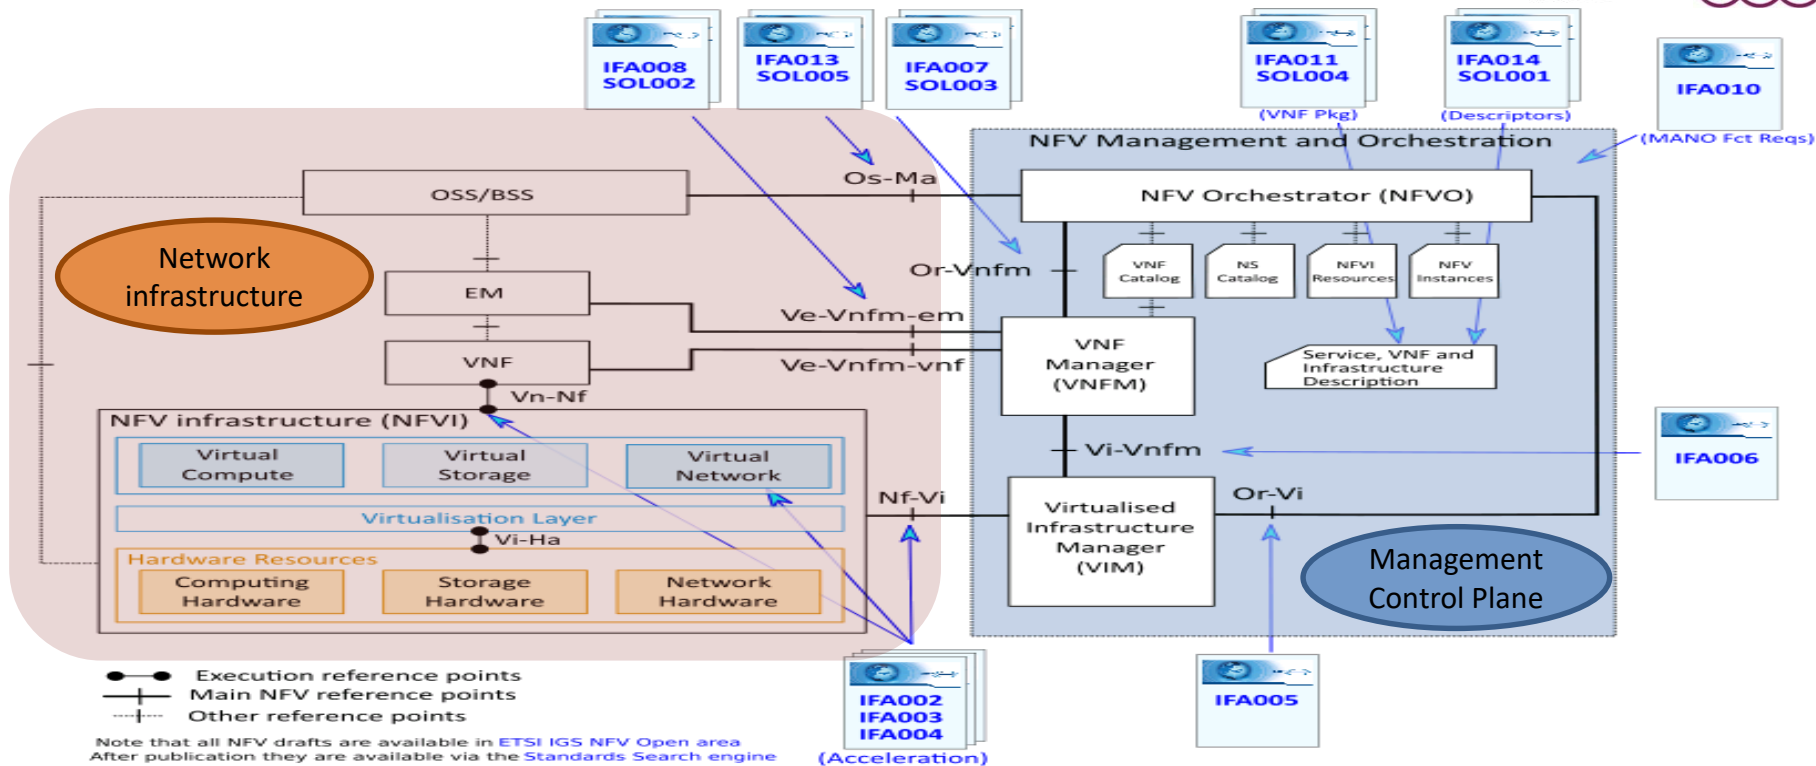 IFA008
SOL002
IFA013
SOL005
IFA007
SOL003
IFA011
SOL004
(VNF Pkg)
IFA014
SOL001
(Descriptors)
IFA010
(MANO Fct Reqs)
NFV Management and Orchestration
Os-Ma
OSS/BSS
NFV Orchestrator (NFVO)
Network
infrastructure
Or-Vnfm
VNF
Catalog
NS
Catalog
NFVI
Resources
NFV
Instances
EM
Ve-Vnfm-em
VNF
Ve-Vnfm-vnf
VNF
Manager
(VNFM)
Service, VNF and
Infrastructure
Description
Vn-Nf
NFV infrastructure (NFVI)
Virtual
Compute
Virtual
Storage
Virtual
Network
Vi-Vnfm
IFA006
Nf-Vi
Or-Vi
Virtualisation Layer
Virtualised
Infrastructure
Manager
(VIM)
Vi-Ha
Hardware Resources
Computing
Hardware
Storage
Hardware
Network
Hardware
Management
Control Plane
Execution reference points
Main NFV reference points
Other reference points
IFA002
IFA003
IFA004
(Acceleration)
IFA005
Note that all NFV drafts are available in ETSI IGS NFV Open area
After publication they are available via the Standards Search engine